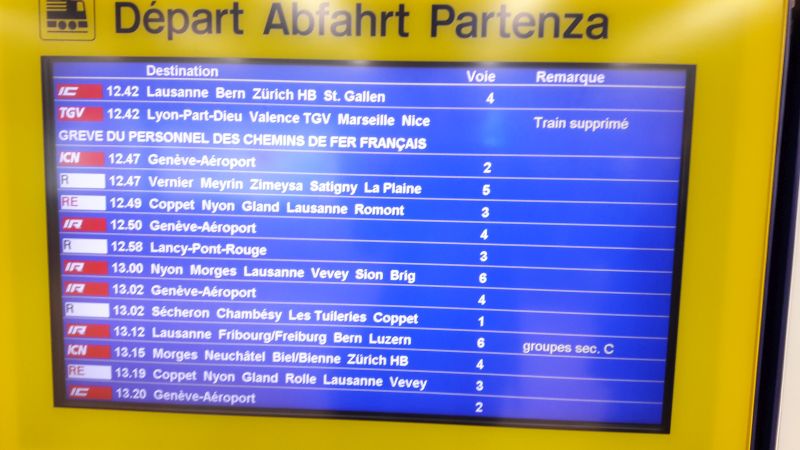 Départ Abfahrt Partenza
Destination Voie Remarque
IC 12.42 Lausanne Bern Zürich HB St. Gallen 4
TGV 12.42 Lyon-Part-Dieu Valence TGV Marseille Nice Train supprimé
GREVE DU PERSONNEL DES CHEMINS DE FER FRANÇAIS
ICN 12.47 Genève-Aéroport 2
R 12.47 Vernier Meyrin Zimeysa Satigny La Plaine 5
RE 12.49 Coppet Nyon Gland Lausanne Romont 3
IR 12.50 Genève-Aéroport 4
R 12.58 Lancy-Pont-Rouge 3
IR 13.00 Nyon Morges Lausanne Vevey Sion Brig 6
IR 13.02 Genève-Aéroport 4
R 13.02 Sécheron Chambésy Les Tuileries Coppet 1
IR 13.12 Lausanne Fribourg/Freiburg Bern Luzern 6 groupes sec. C
ICN 13.15 Morges Neuchâtel Biel/Bienne Zürich HB 4
RE 13.19 Coppet Nyon Gland Rolle Lausanne Vevey 3
IC 13.20 Genève-Aéroport 2